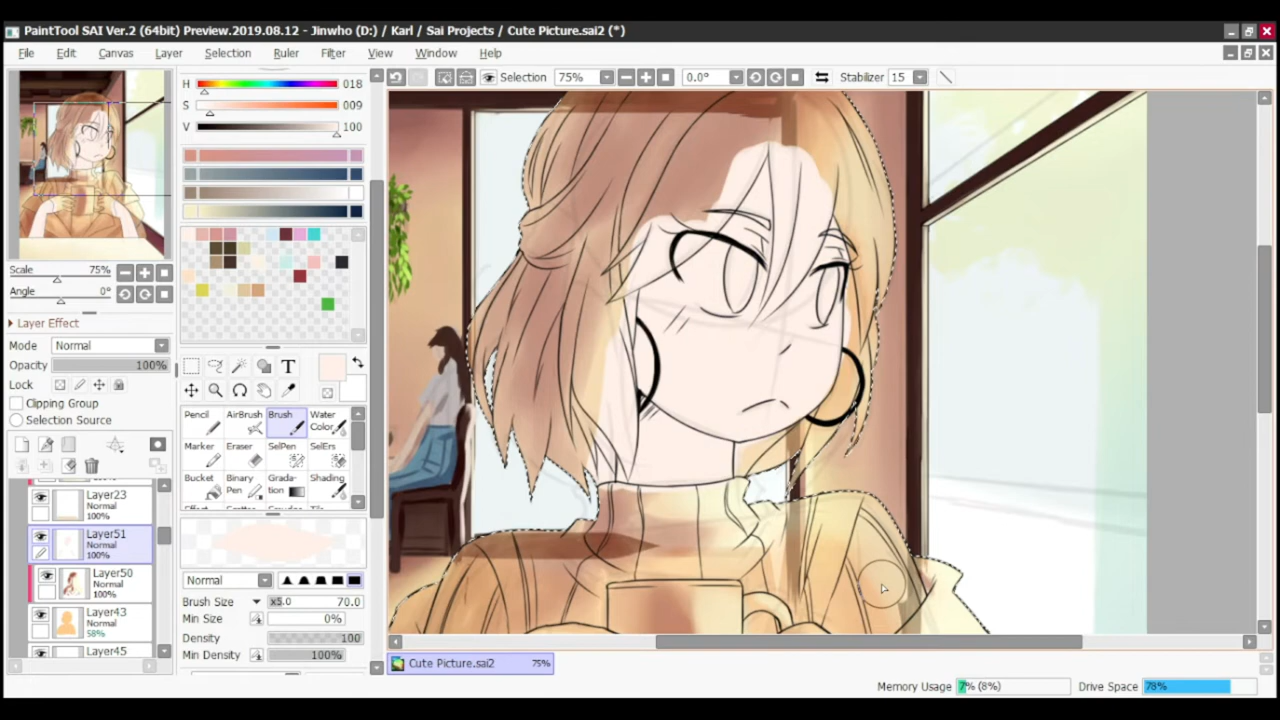 PaintTool SAI Ver.2 (64bit) Preview.2019.08.12 - Jinwho (D:) / Karl / Sai Projects / Cute Picture.sai2 (*)
File Edit Canvas Layer Selection Ruler Filter View Window Help
Selection 75% 0.0° Stabilizer 15
H 018
S 009
V 100
Scale 75%
Angle 0°
Layer Effect
Mode Normal
Opacity 100%
Lock
Clipping Group
Selection Source
Layer23
Normal
100%
Layer51
Normal
100%
Layer50
Normal
100%
Layer43
Normal
58%
Layer45
T
Pencil AirBrush Brush Water Color
Marker Eraser SelPen SelErs
Bucket Binary Pen Gradation Shading
Normal
Brush Size x5.0 70.0
Min Size 0%
Density 100
Min Density 100%
Cute Picture.sai2 75%
Memory Usage 7% (8%) Drive Space 78%